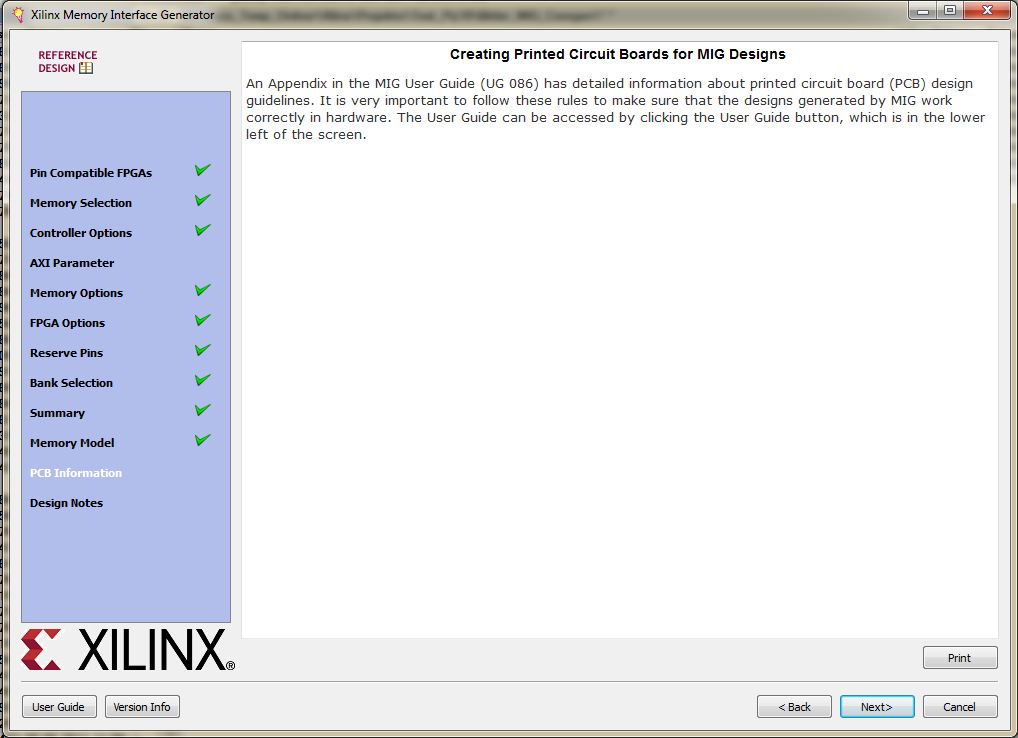 Xilinx Memory Interface Generator
REFERENCE
DESIGN
Creating Printed Circuit Boards for MIG Designs
An Appendix in the MIG User Guide (UG 086) has detailed information about printed circuit board (PCB) design
guidelines. It is very important to follow these rules to make sure that the designs generated by MIG work
correctly in hardware. The User Guide can be accessed by clicking the User Guide button, which is in the lower
left of the screen.
Pin Compatible FPGAs
Memory Selection
Controller Options
AXI Parameter
Memory Options
FPGA Options
Reserve Pins
Bank Selection
Summary
Memory Model
PCB Information
Design Notes
XILINX®
Print
User Guide
Version Info
< Back
Next>
Cancel